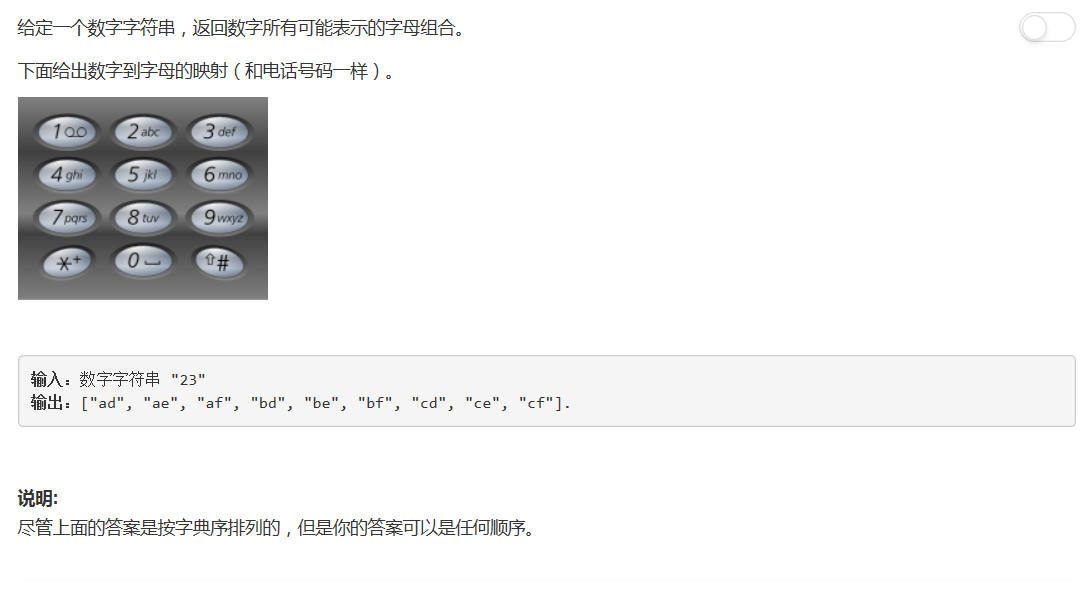 给定一个数字字符串，返回数字所有可能表示的字母组合。
下面给出数字到字母的映射（和电话号码一样）。
1 2 abc 3 def
4 ghi 5 jkl 6 mno
7 pqrs 8 tuv 9 wxyz
*+ 0 ⇧#
输入：数字字符串 "23"
输出：["ad", "ae", "af", "bd", "be", "bf", "cd", "ce", "cf"].
说明:
尽管上面的答案是按字典序排列的，但是你的答案可以是任何顺序。